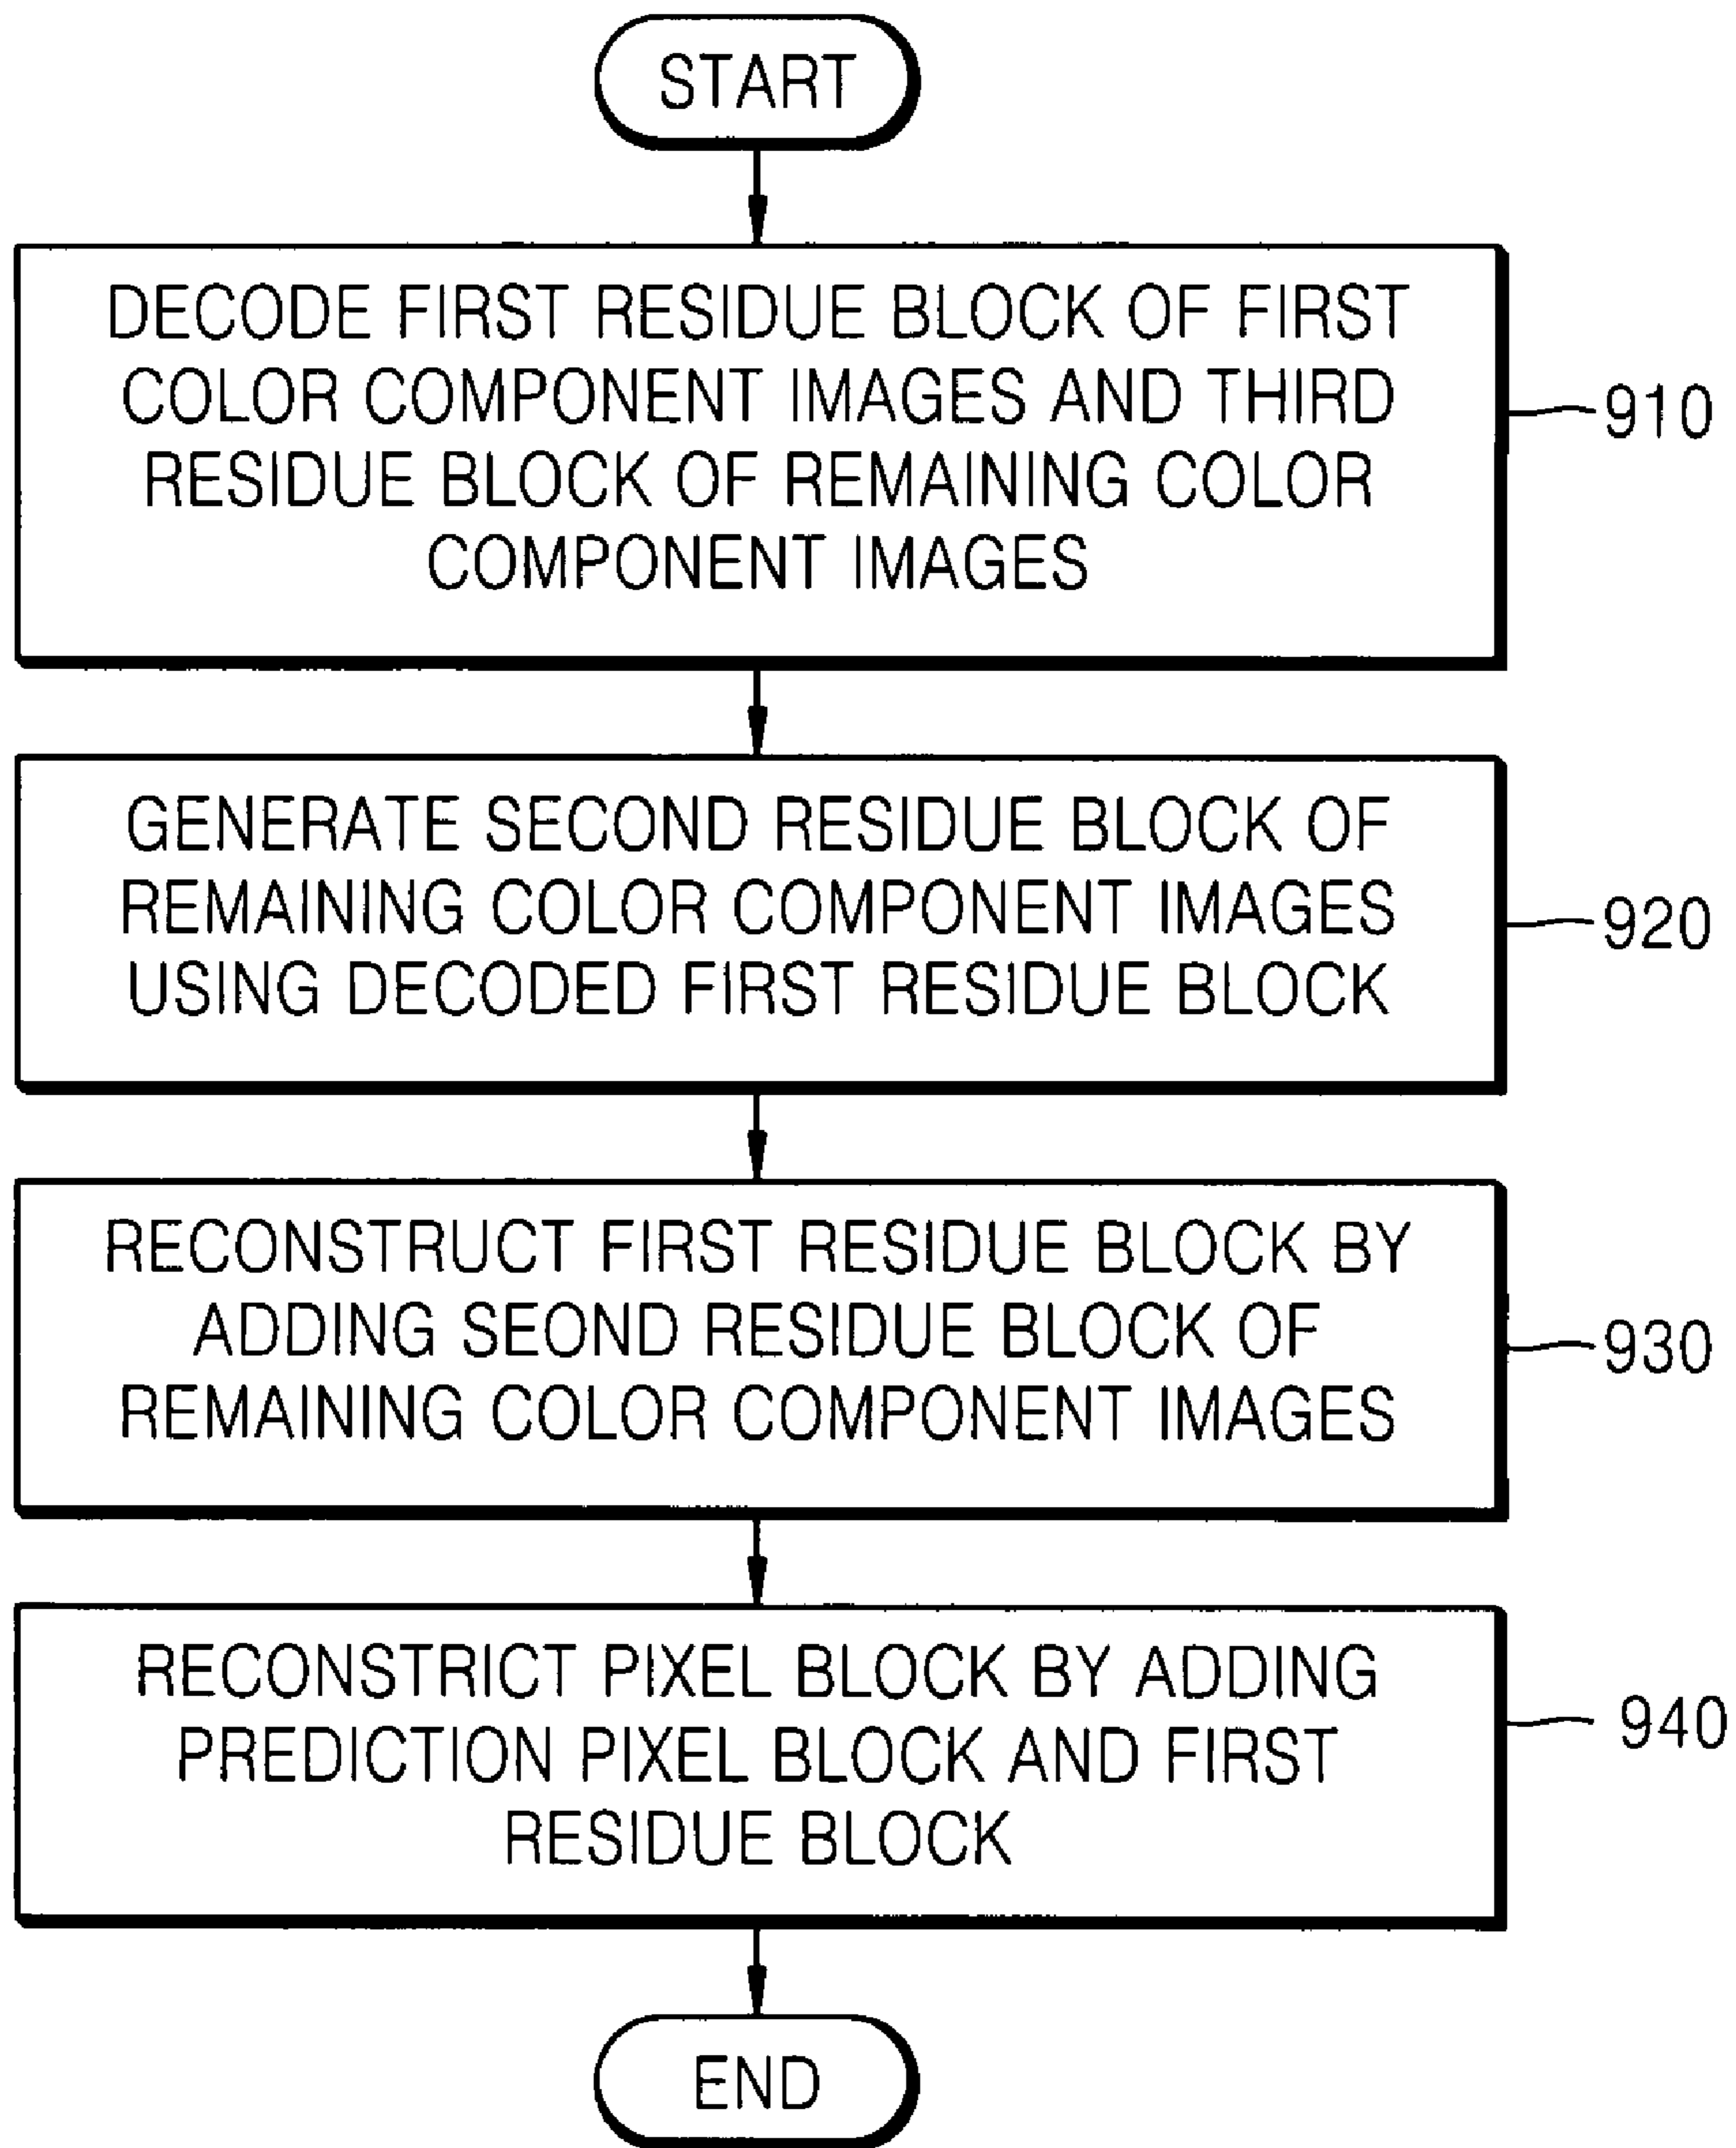 START
DECODE FIRST RESIDUE BLOCK OF FIRST
COLOR COMPONENT IMAGES AND THIRD
RESIDUE BLOCK OF REMAINING COLOR
COMPONENT IMAGES
910
GENERATE SECOND RESIDUE BLOCK OF
REMAINING COLOR COMPONENT IMAGES
USING DECODED FIRST RESIDUE BLOCK
920
RECONSTRUCT FIRST RESIDUE BLOCK BY
ADDING SEOND RESIDUE BLOCK OF
REMAINING COLOR COMPONENT IMAGES
930
RECONSTRICT PIXEL BLOCK BY ADDING
PREDICTION PIXEL BLOCK AND FIRST
RESIDUE BLOCK
940
END